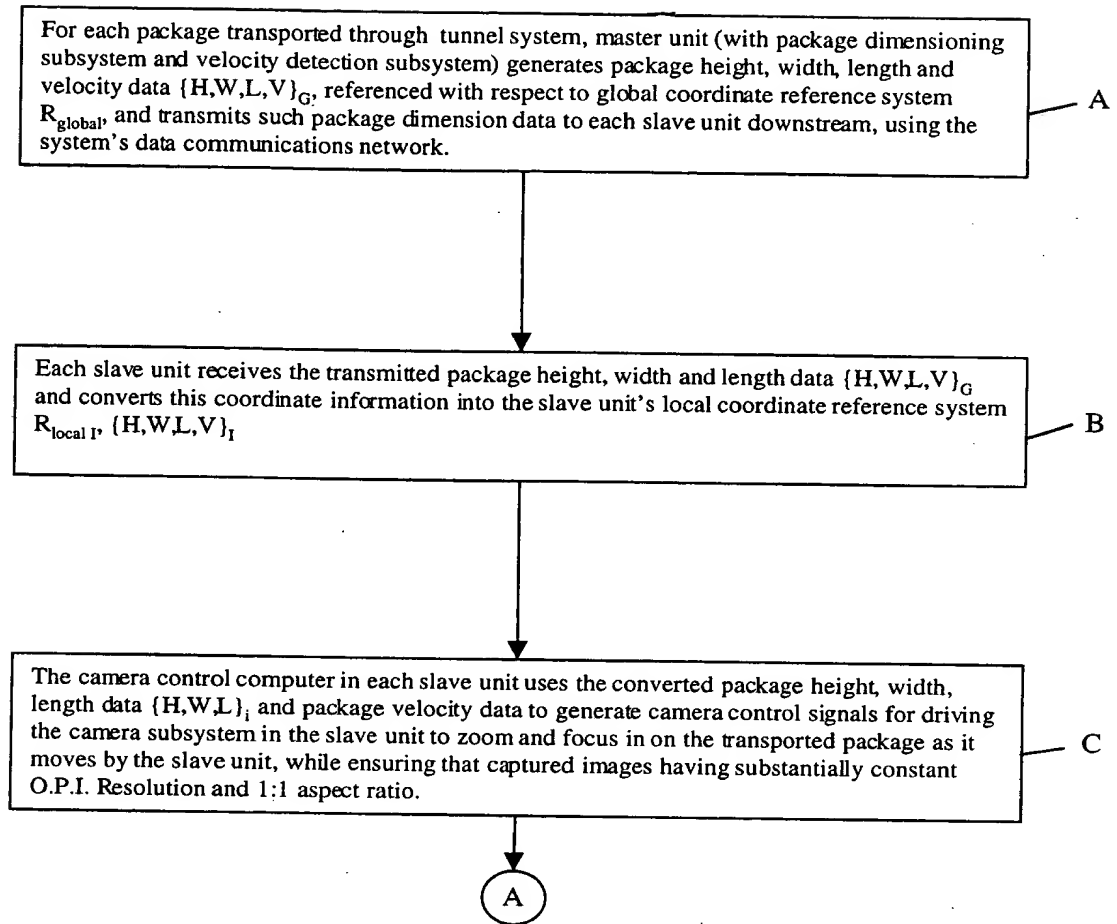 For each package transported through tunnel system, master unit (with package dimensioning
subsystem and velocity detection subsystem) generates package height, width, length and
velocity data {H,W,L,V}G, referenced with respect to global coordinate reference system
Rglobal, and transmits such package dimension data to each slave unit downstream, using the
system's data communications network.
A
Each slave unit receives the transmitted package height, width and length data {H,W,L,V}G
and converts this coordinate information into the slave unit's local coordinate reference system
Rlocal I, {H,W,L,V}I
B
The camera control computer in each slave unit uses the converted package height, width,
length data {H,W,L}i and package velocity data to generate camera control signals for driving
the camera subsystem in the slave unit to zoom and focus in on the transported package as it
moves by the slave unit, while ensuring that captured images having substantially constant
O.P.I. Resolution and 1:1 aspect ratio.
C
A